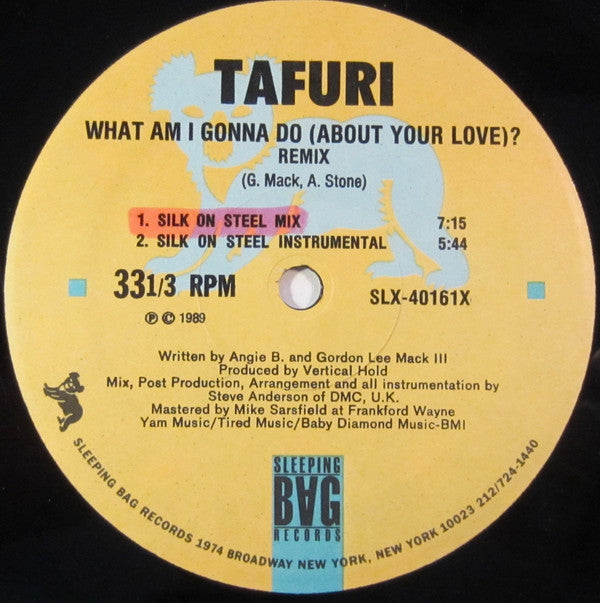 TAFURI
WHAT AM I GONNA DO (ABOUT YOUR LOVE)?
REMIX
(G. Mack, A. Stone)
1. SILK ON STEEL MIX 7:15
2. SILK ON STEEL INSTRUMENTAL 5:44
33 1/3 RPM SLX-40161X
Ⓟ © 1989
Written by Angie B. and Gordon Lee Mack III
Produced by Vertical Hold
Mix, Post Production, Arrangement and all instrumentation by
Steve Anderson of DMC, U.K.
Mastered by Mike Sarsfield at Frankford Wayne
Yam Music/Tired Music/Baby Diamond Music-BMI
SLEEPING
BAG
RECORDS
SLEEPING BAG RECORDS 1974 BROADWAY NEW YORK, NEW YORK 10023 212/724-1440